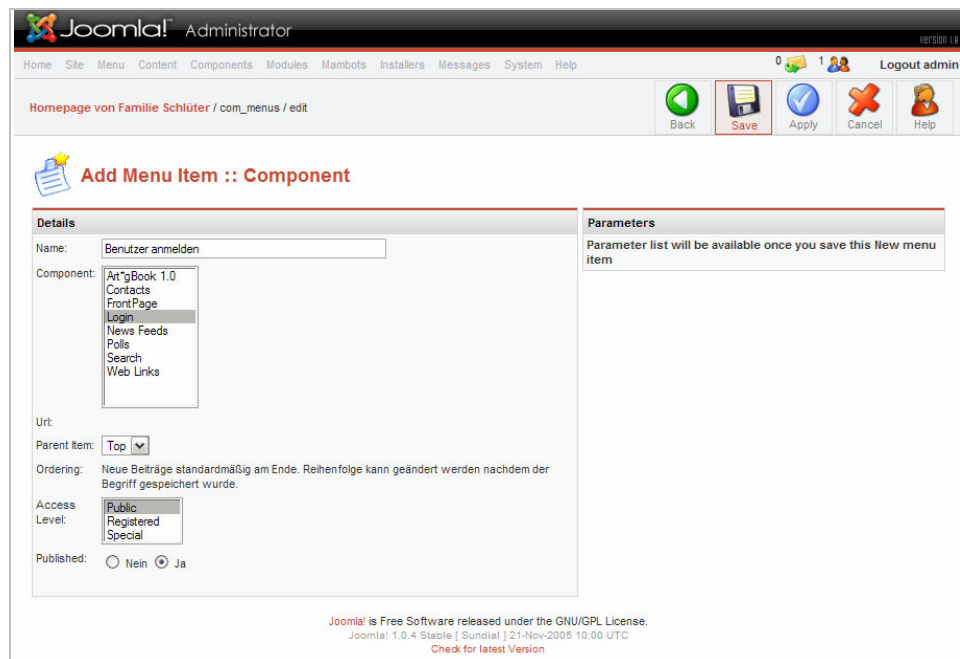 Joomla! Administrator
version 1.0
Home Site Menu Content Components Modules Mambots Installers Messages System Help 0 1 Logout admin
Homepage von Familie Schlüter / com_menus / edit
Back Save Apply Cancel Help
Add Menu Item :: Component
Details
Name: Benutzer anmelden
Component: Art*gBook 1.0
Contacts
FrontPage
Login
News Feeds
Polls
Search
Web Links
Url:
Parent Item: Top
Ordering: Neue Beiträge standardmäßig am Ende. Reihenfolge kann geändert werden nachdem der
Begriff gespeichert wurde.
Access
Level:
Public
Registered
Special
Published: Nein Ja
Parameters
Parameter list will be available once you save this New menu
item
Joomla! is Free Software released under the GNU/GPL License.
Joomla! 1.0.4 Stable [ Sundial ] 21-Nov-2005 10:00 UTC
Check for latest Version